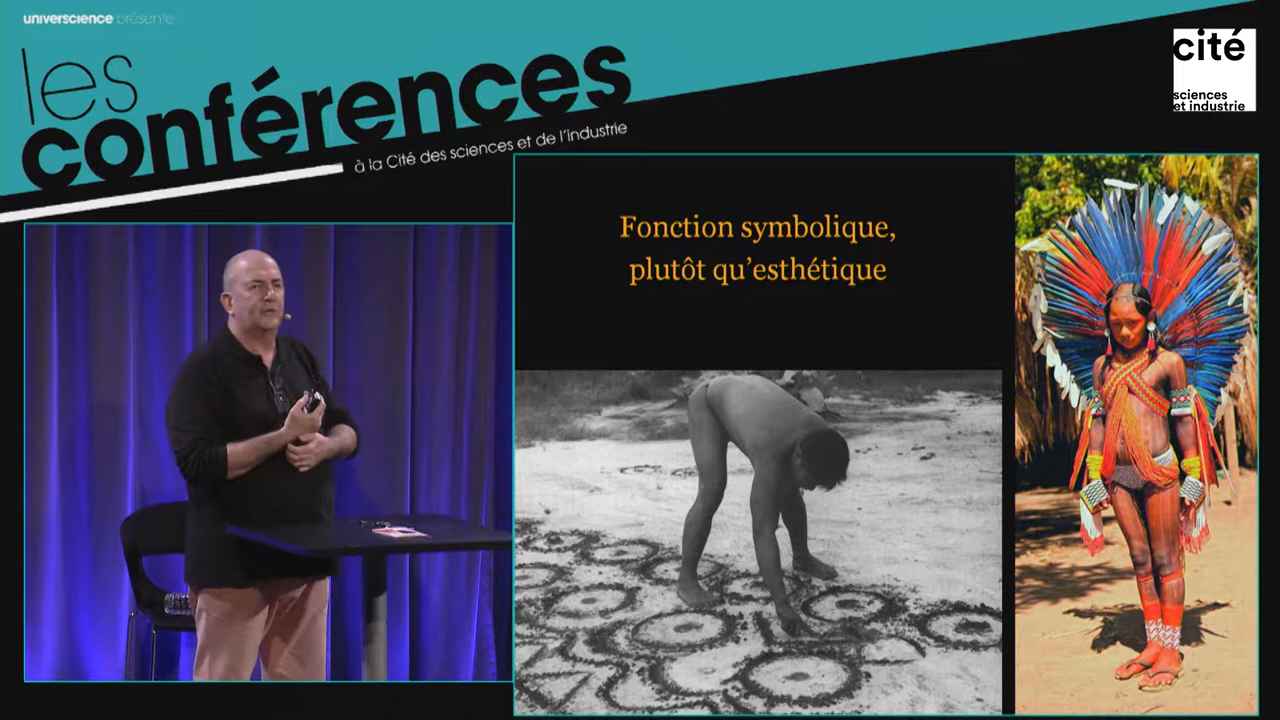 universcience présente
les
conférences
à la Cité des sciences et de l'industrie
cité
sciences
et industrie
Fonction symbolique,
plutôt qu'esthétique